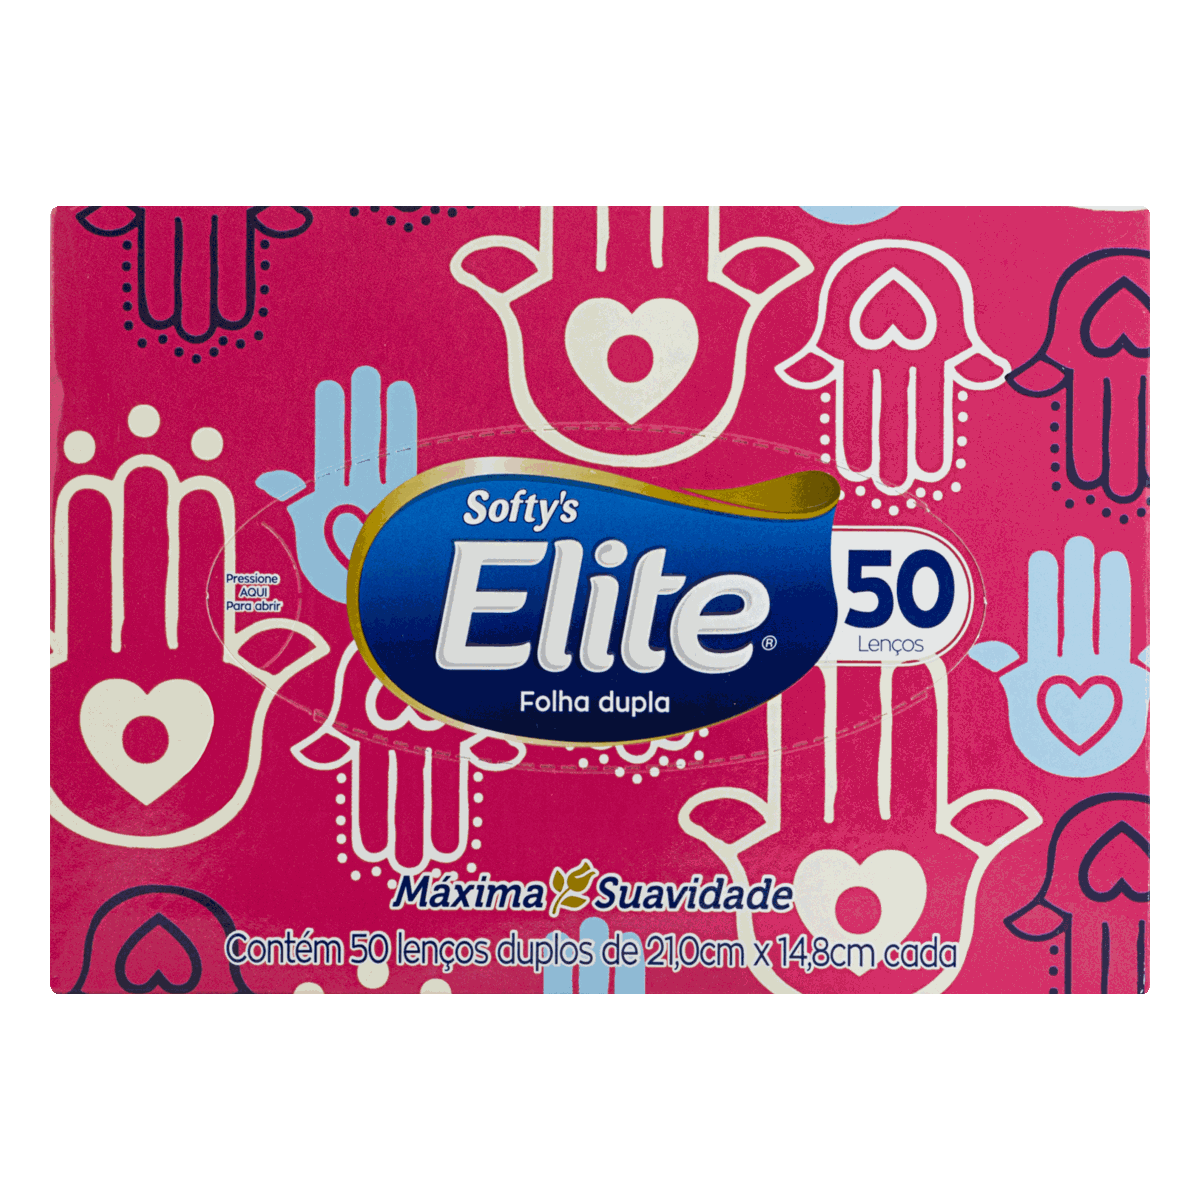 Softy's
Elite®
Folha dupla
50
Lenços
Pressione
AQUI
Para abrir
Máxima Suavidade
Contém 50 lenços duplos de 21,0cm x 14,8cm cada